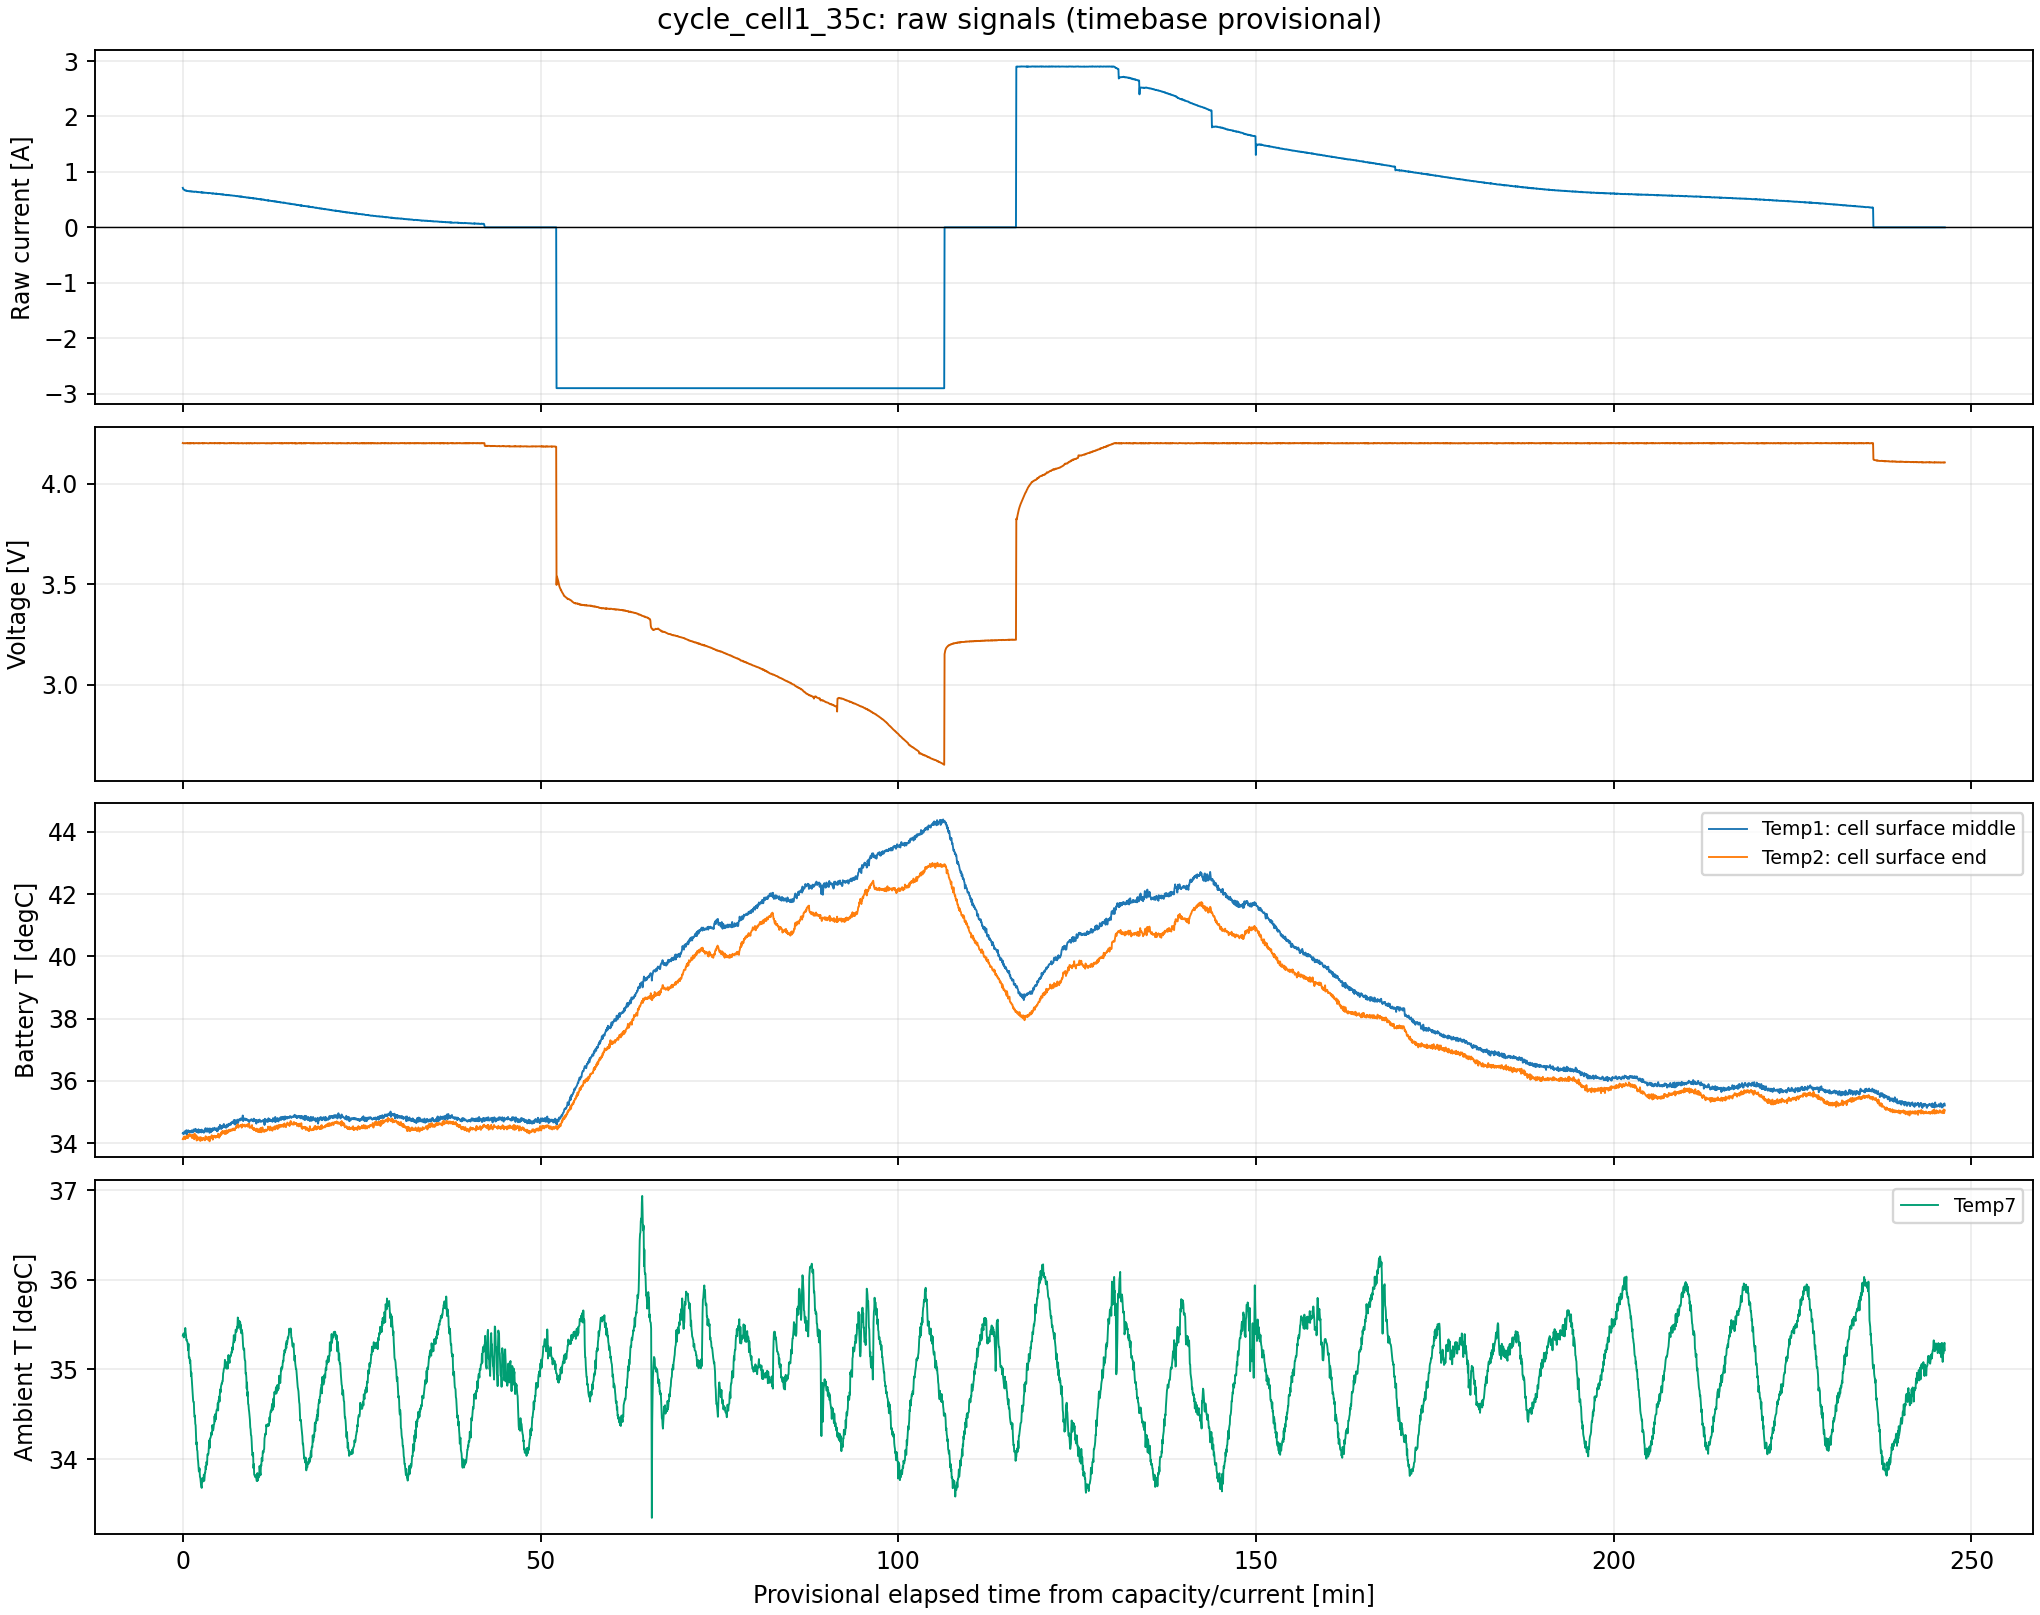 cycle_cell1_35c: raw signals (timebase provisional)
Raw current [A]
3
2
1
0
−1
−2
−3
Voltage [V]
4.0
3.5
3.0
Battery T [degC]
44
42
40
38
36
34
Temp1: cell surface middle
Temp2: cell surface end
Ambient T [degC]
37
36
35
34
Temp7
0 50 100 150 200 250
Provisional elapsed time from capacity/current [min]